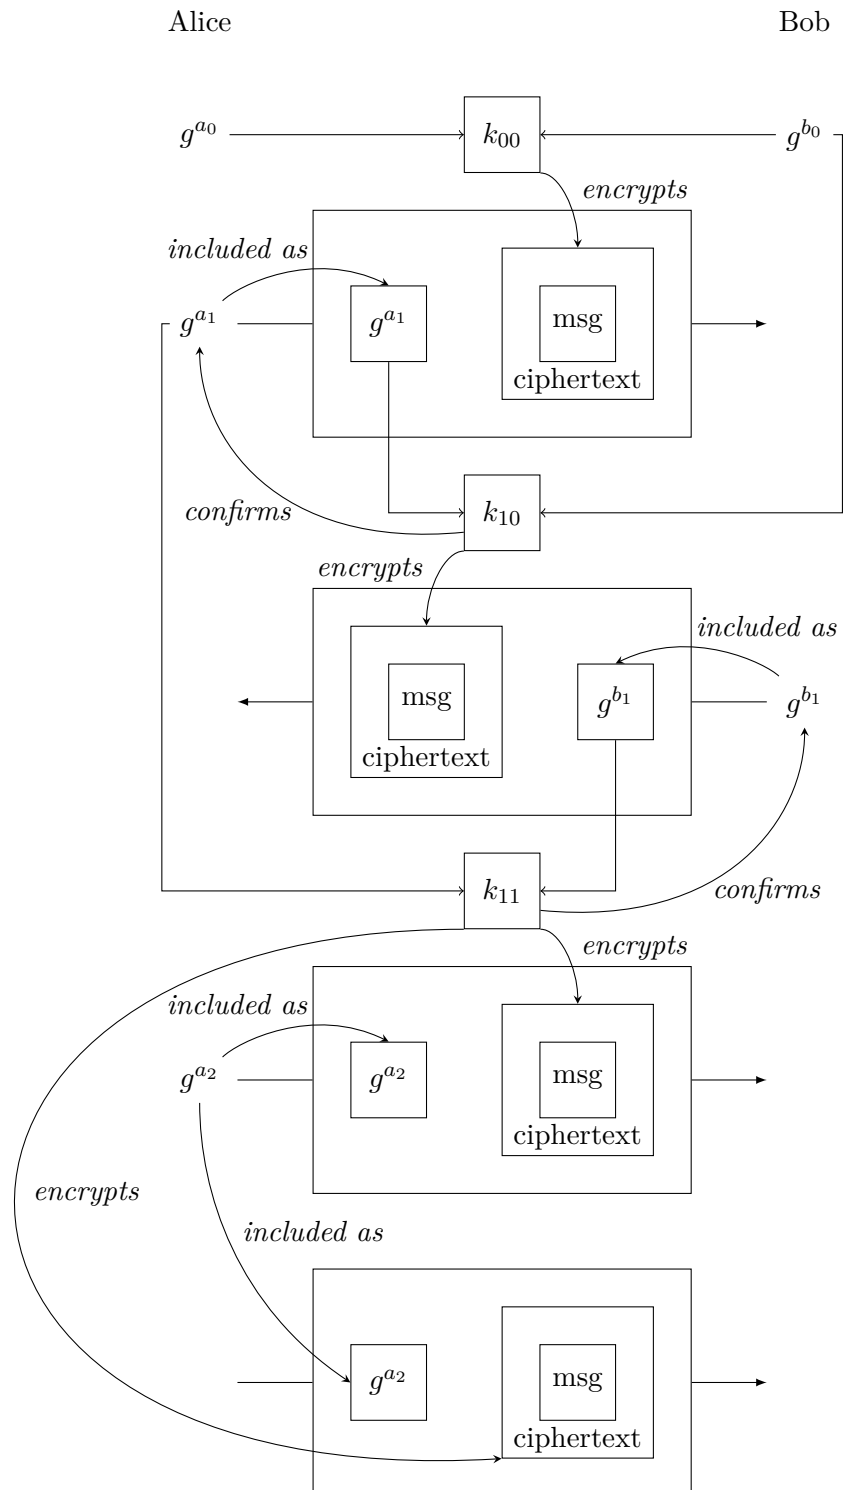 Alice Bob
g^{a_0} k_{00} g^{b_0}
encrypts
included as
g^{a_1} g^{a_1} msg
ciphertext
confirms k_{10}
encrypts
included as
msg g^{b_1} g^{b_1}
ciphertext
k_{11} confirms
encrypts
included as
g^{a_2} g^{a_2} msg
ciphertext
encrypts
included as
g^{a_2} msg
ciphertext